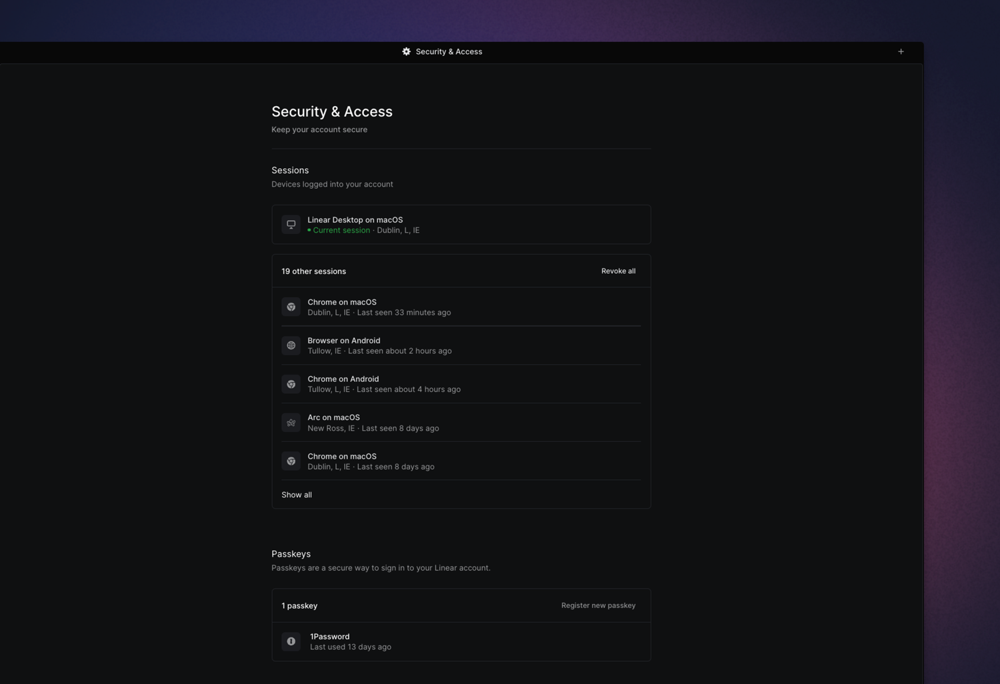 Security & Access
Security & Access
Keep your account secure
Sessions
Devices logged into your account
Linear Desktop on macOS
Current session · Dublin, L, IE
19 other sessions
Revoke all
Chrome on macOS
Dublin, L, IE · Last seen 33 minutes ago
Browser on Android
Tullow, IE · Last seen about 2 hours ago
Chrome on Android
Tullow, L, IE · Last seen about 4 hours ago
Arc on macOS
New Ross, IE · Last seen 8 days ago
Chrome on macOS
Dublin, L, IE · Last seen 8 days ago
Show all
Passkeys
Passkeys are a secure way to sign in to your Linear account.
1 passkey
Register new passkey
1Password
Last used 13 days ago